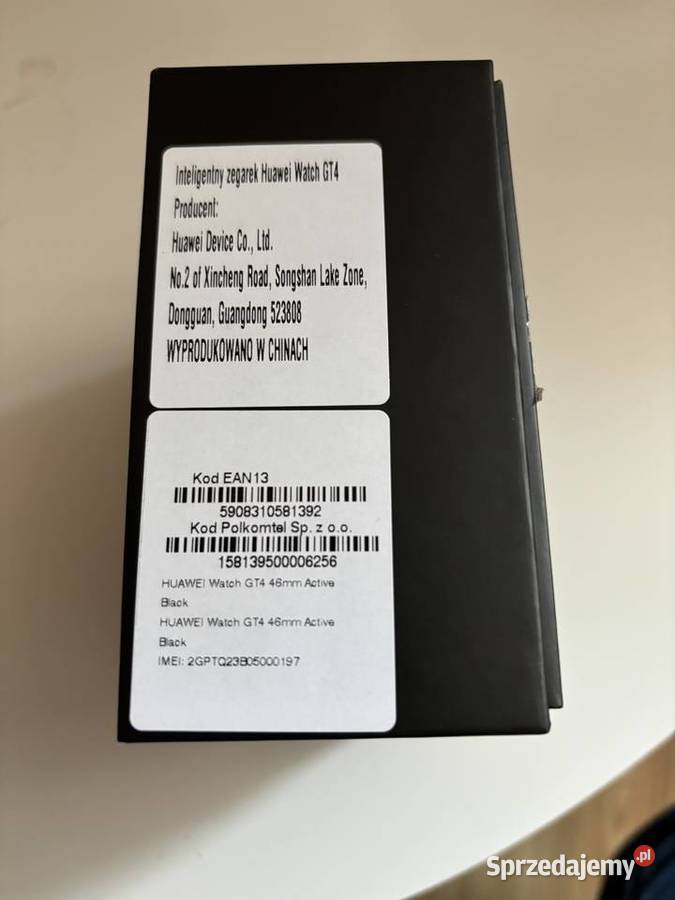 Inteligentny zegarek Huawei Watch GT4
Producent:
Huawei Device Co., Ltd.
No.2 of Xincheng Road, Songshan Lake Zone,
Dongguan, Guangdong 523808
WYPRODUKOWANO W CHINACH
Kod EAN13
5908310581392
Kod Polkomtel Sp. z o.o.
158139500006256
HUAWEI Watch GT4 46mm Active
Black
HUAWEI Watch GT4 46mm Active
Black
IMEI: 2GPTQ23B05000197
Sprzedajemy.pl